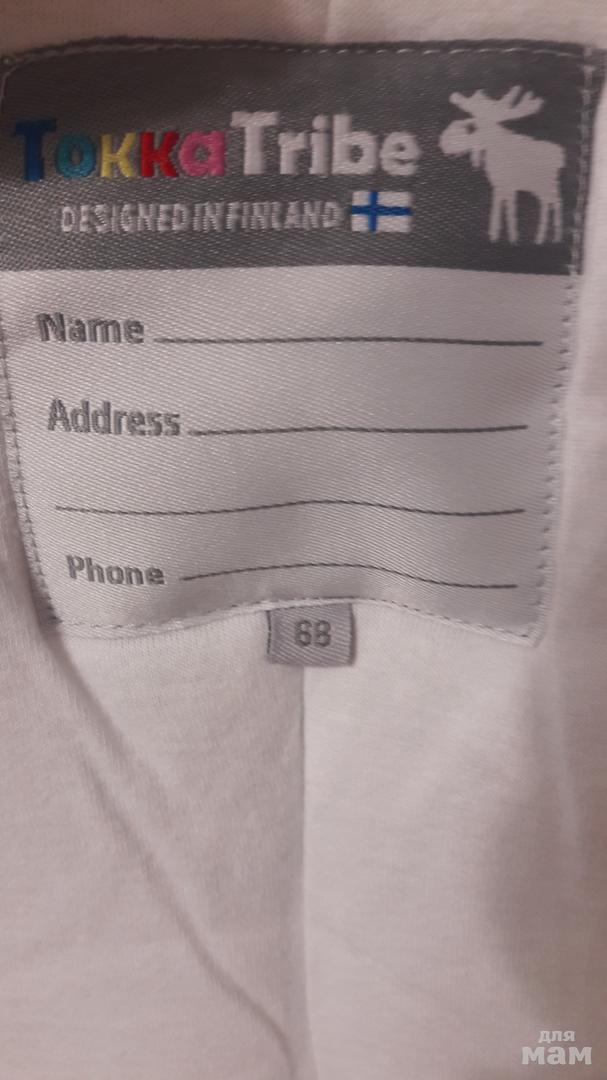 TokkaTribe
DESIGNED IN FINLAND
Name
Address
Phone
68
для
мам